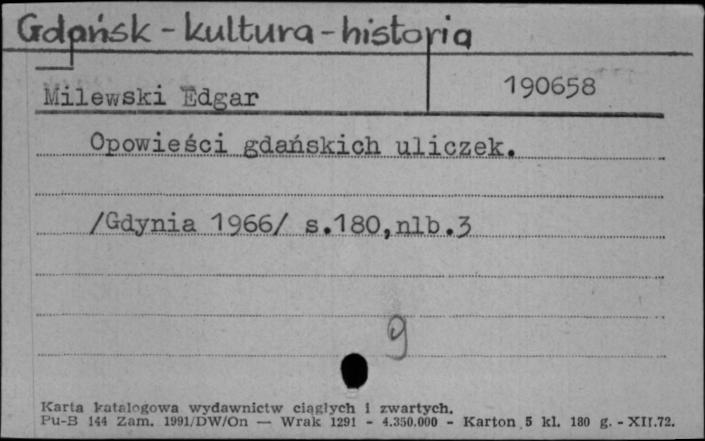 Gdańsk - kultura - historia
Milewski Edgar
190658
Opowieści gdańskich uliczek.
/Gdynia 1966/ s.180,nlb.3
g
Karta katalogowa wydawnictw ciągłych i zwartych.
Pu-B 144 Zam. 1991/DW/On — Wrak 1291 - 4.350.000 - Karton 5 kl. 180 g. - XII.72.